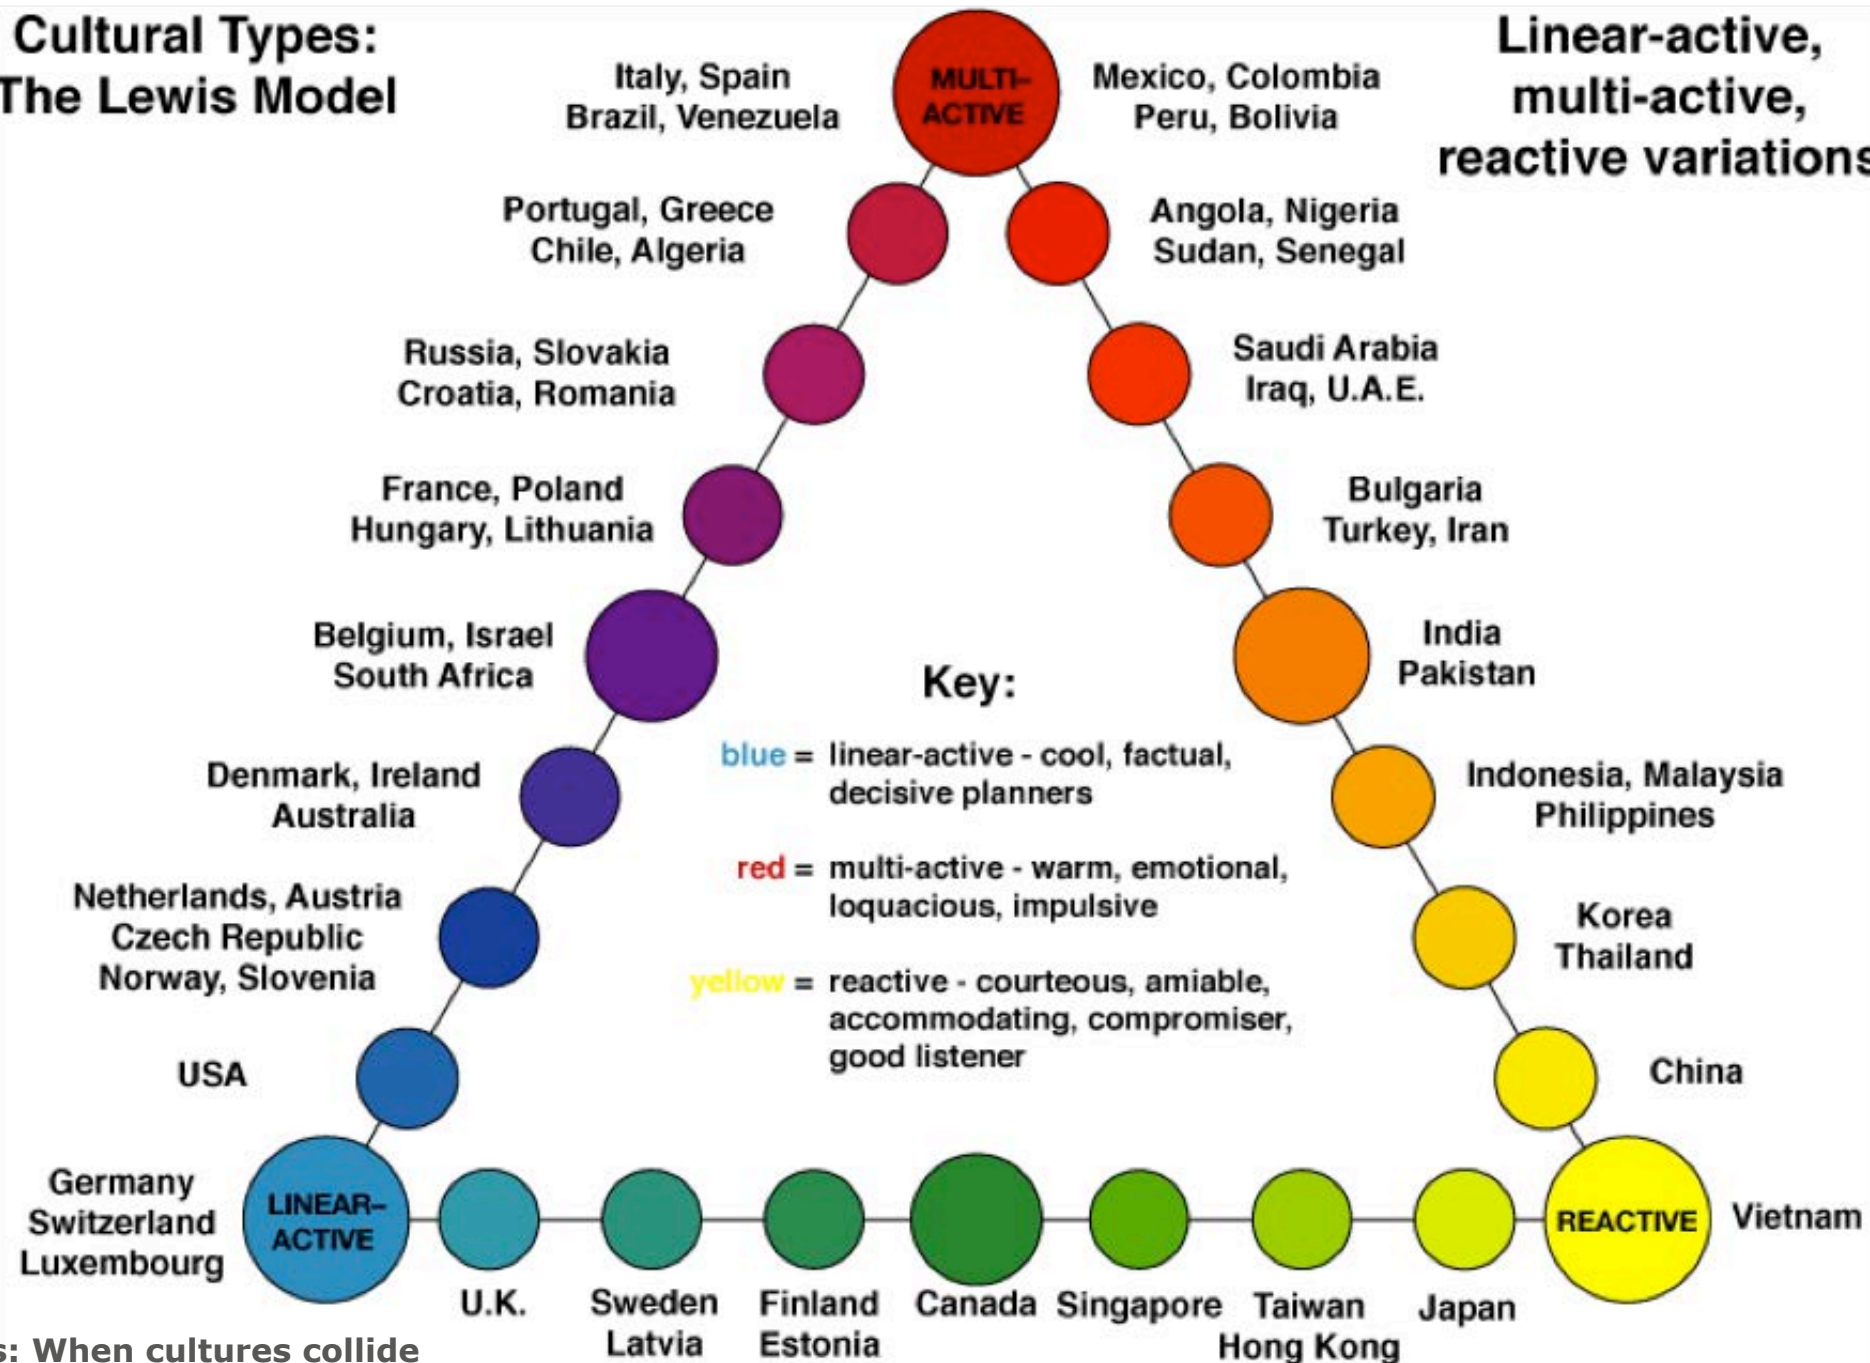 Cultural Types:
The Lewis Model
Linear-active,
multi-active,
reactive variations
MULTI-
ACTIVE
Italy, Spain
Brazil, Venezuela
Mexico, Colombia
Peru, Bolivia
Portugal, Greece
Chile, Algeria
Angola, Nigeria
Sudan, Senegal
Russia, Slovakia
Croatia, Romania
Saudi Arabia
Iraq, U.A.E.
France, Poland
Hungary, Lithuania
Bulgaria
Turkey, Iran
Belgium, Israel
South Africa
India
Pakistan
Key:
blue = linear-active - cool, factual,
decisive planners
red = multi-active - warm, emotional,
loquacious, impulsive
yellow = reactive - courteous, amiable,
accommodating, compromiser,
good listener
Denmark, Ireland
Australia
Indonesia, Malaysia
Philippines
Netherlands, Austria
Czech Republic
Norway, Slovenia
Korea
Thailand
USA
China
Germany
Switzerland
Luxembourg
LINEAR-
ACTIVE
REACTIVE
Vietnam
U.K.
Sweden
Latvia
Finland
Estonia
Canada
Singapore
Taiwan
Hong Kong
Japan
s: When cultures collide